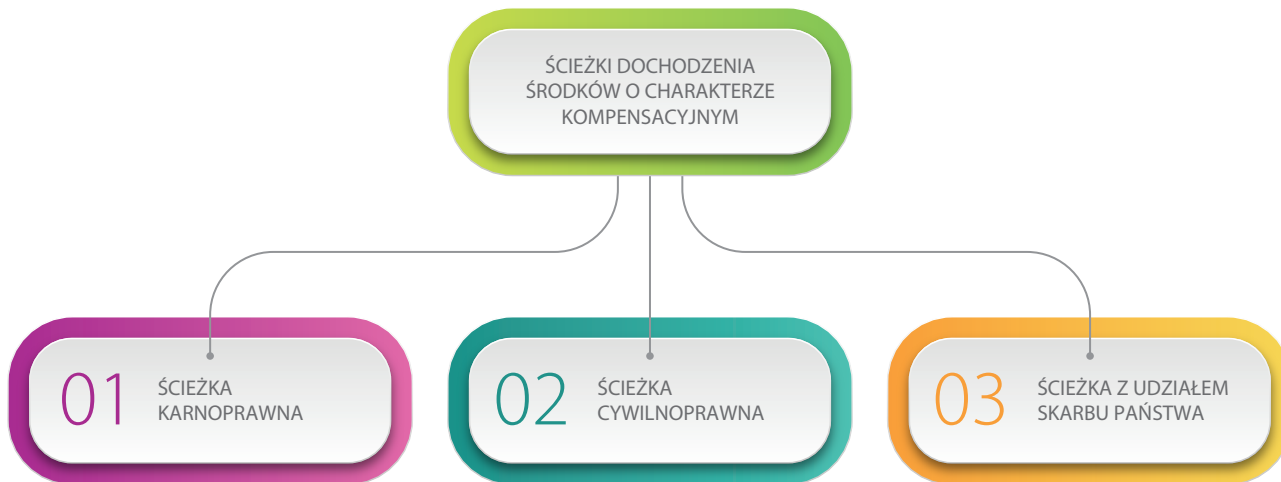 ŚCIEŻKI DOCHODZENIA
ŚRODKÓW O CHARAKTERZE
KOMPENSACYJNYM
01
ŚCIEŻKA
KARNOPRAWNA
02
ŚCIEŻKA
CYWILNOPRAWNA
03
ŚCIEŻKA Z UDZIAŁEM
SKARBU PAŃSTWA